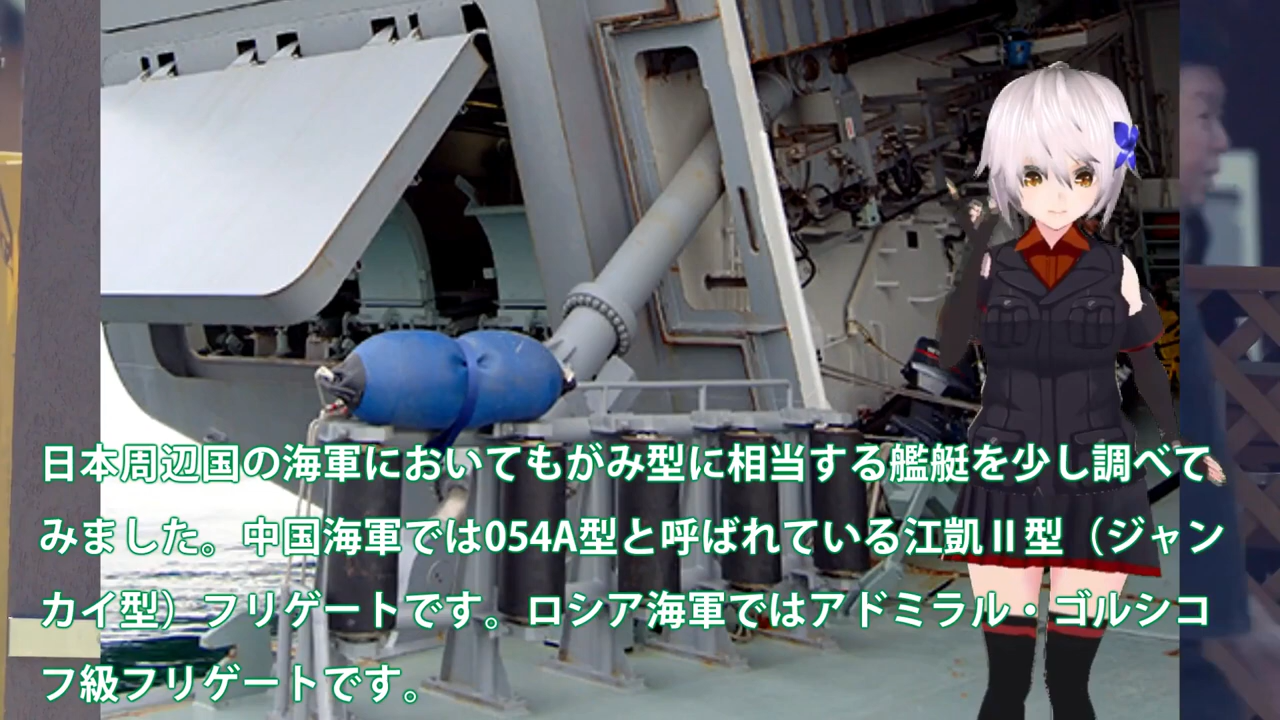 日本周辺国の海軍においてもがみ型に相当する艦艇を少し調べて
みました。中国海軍では054A型と呼ばれている江凱Ⅱ型（ジャン
カイ型）フリゲートです。ロシア海軍ではアドミラル・ゴルシコ
フ級フリゲートです。